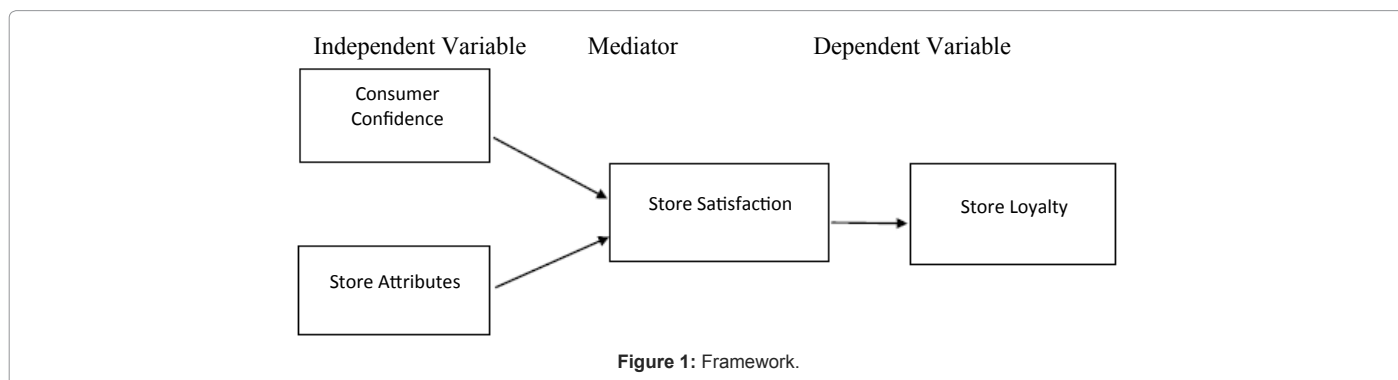 Independent Variable Mediator Dependent Variable
Consumer
Confidence
Store Satisfaction
Store Loyalty
Store Attributes
Figure 1: Framework.